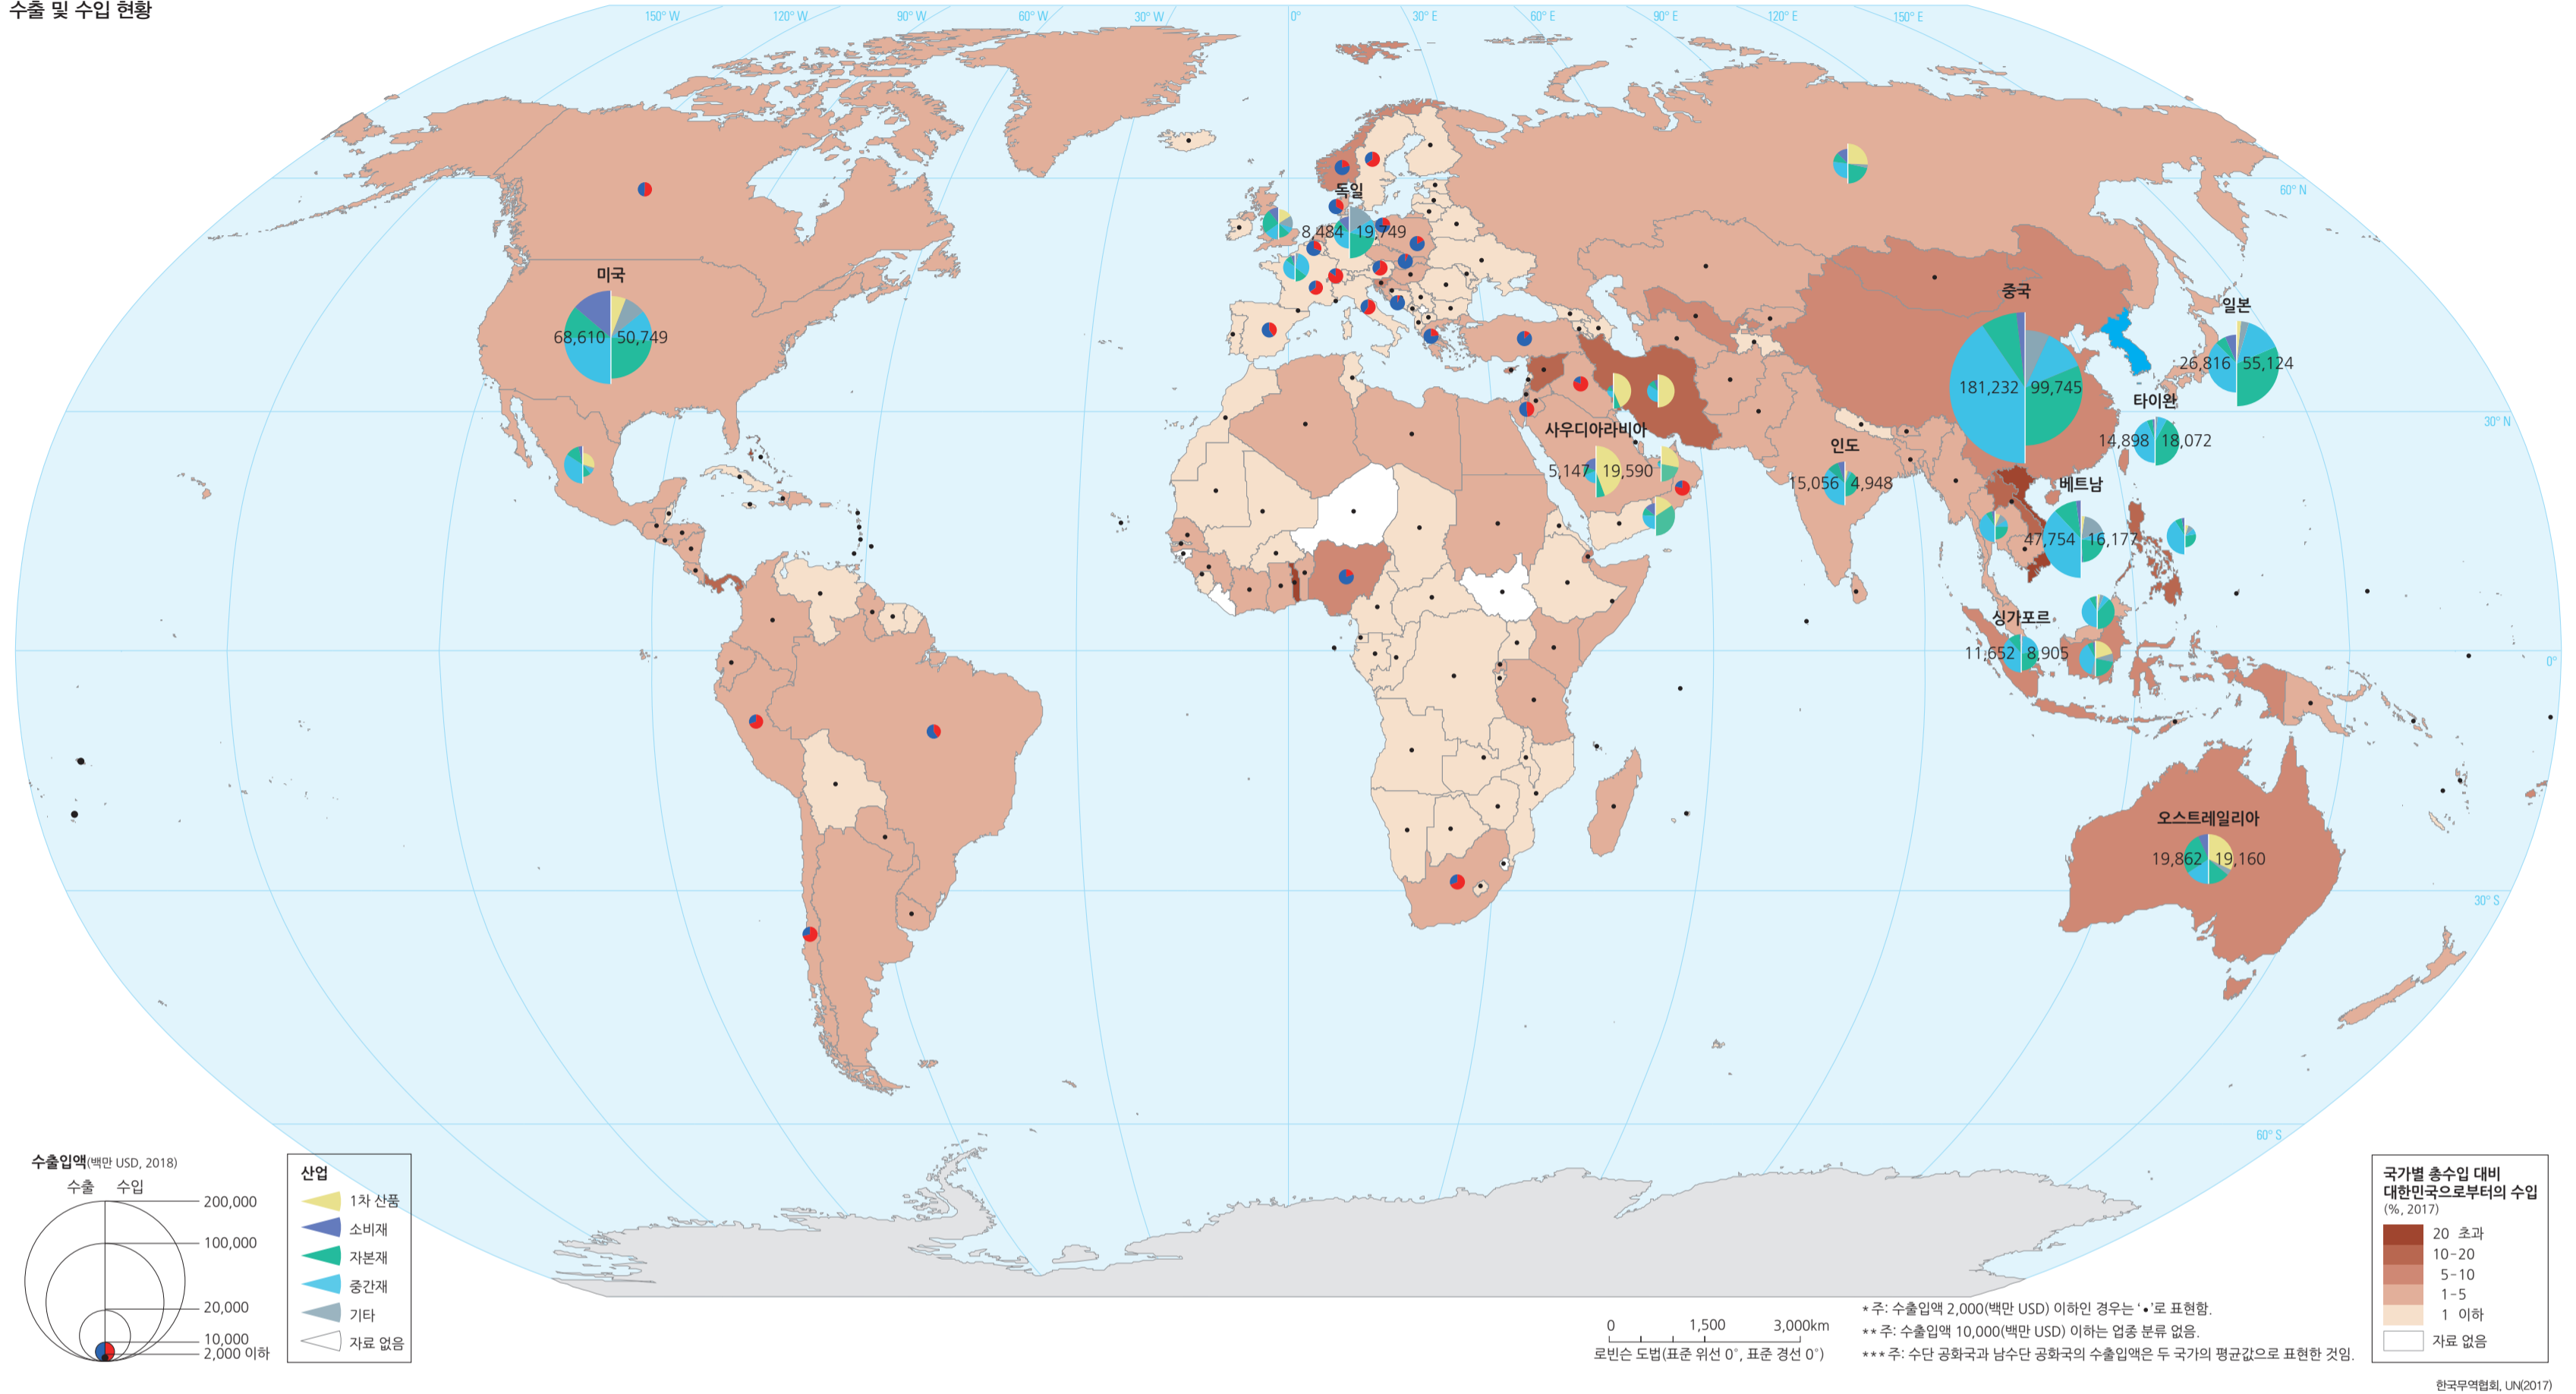 수출 및 수입 현황
150° W
120° W
90° W
60° W
30° W
0°
30° E
60° E
90° E
120° E
150° E
60° N
30° N
0°
30° S
60° S
독일
8,484 19,749
미국
68,610 50,749
중국
181,232 99,745
일본
26,816 55,124
타이완
14,898 18,072
사우디아라비아
5,147 19,590
인도
15,056 4,948
베트남
47,754 16,177
싱가포르
11,652 8,905
오스트레일리아
19,862 19,160
수출입액(백만 USD, 2018)
수출 수입
200,000
100,000
20,000
10,000
2,000 이하
산업
1차 산품
소비재
자본재
중간재
기타
자료 없음
0 1,500 3,000km
로빈슨 도법(표준 위선 0°, 표준 경선 0°)
* 주: 수출입액 2,000(백만 USD) 이하인 경우는 ‘•’로 표현함.
** 주: 수출입액 10,000(백만 USD) 이하는 업종 분류 없음.
*** 주: 수단 공화국과 남수단 공화국의 수출입액은 두 국가의 평균값으로 표현한 것임.
국가별 총수입 대비
대한민국으로부터의 수입
(%, 2017)
20 초과
10-20
5-10
1-5
1 이하
자료 없음
한국무역협회, UN(2017)